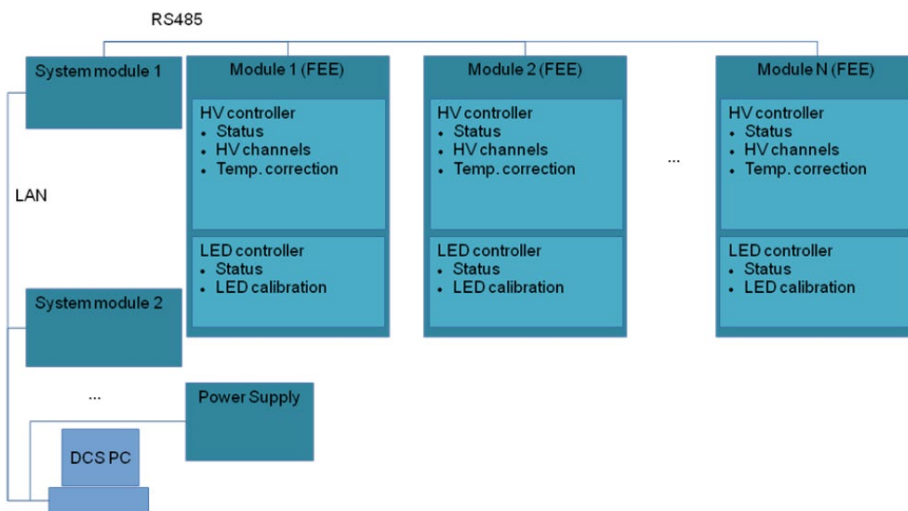 RS485
System module 1
Module 1 (FEE)
HV controller
• Status
• HV channels
• Temp. correction
LED controller
• Status
• LED calibration
Module 2 (FEE)
HV controller
• Status
• HV channels
• Temp. correction
LED controller
• Status
• LED calibration
...
Module N (FEE)
HV controller
• Status
• HV channels
• Temp. correction
LED controller
• Status
• LED calibration
LAN
System module 2
...
Power Supply
DCS PC